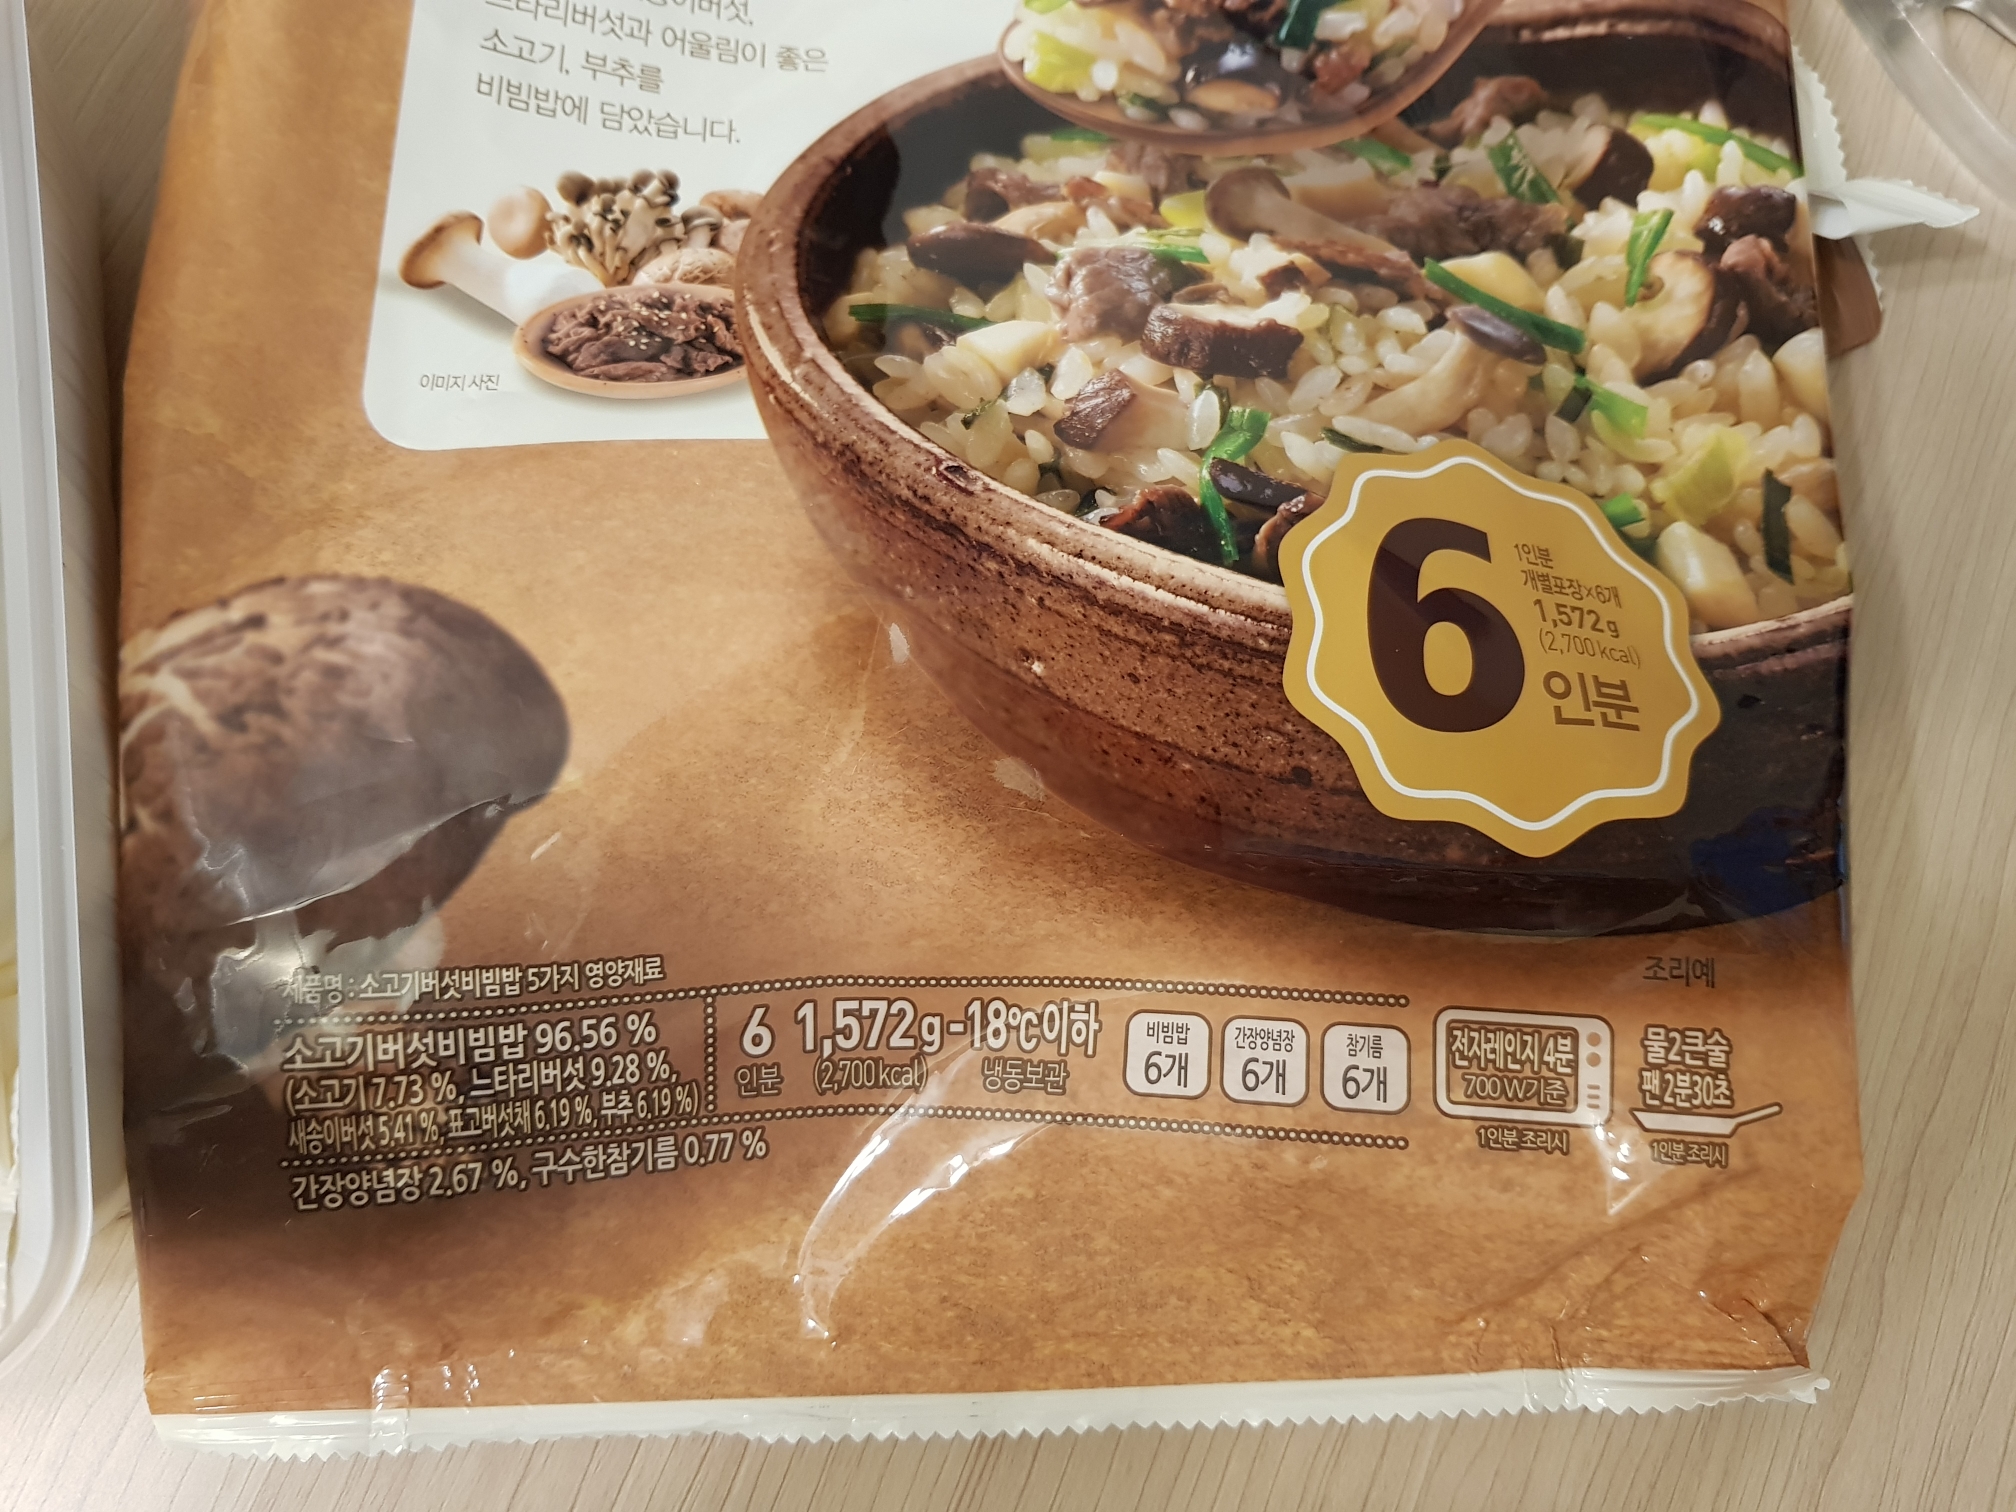 느타리버섯과 어울림이 좋은
소고기, 부추를
비빔밥에 담았습니다.
이미지 사진
6
1인분
개별포장x6개
1,572g
(2,700 kcal)
인분
조리예
제품명 : 소고기버섯비빔밥 5가지 영양재료
소고기버섯비빔밥 96.56 %
(소고기 7.73 %, 느타리버섯 9.28 %,
새송이버섯 5.41 %, 표고버섯채 6.19 %, 부추 6.19 %)
간장양념장 2.67 %, 구수한참기름 0.77 %
6 1,572g -18℃이하
인분 (2,700 kcal) 냉동보관
비빔밥
6개
간장양념장
6개
참기름
6개
전자레인지 4분
700W기준
1인분 조리시
물2큰술
팬 2분30초
1인분 조리시